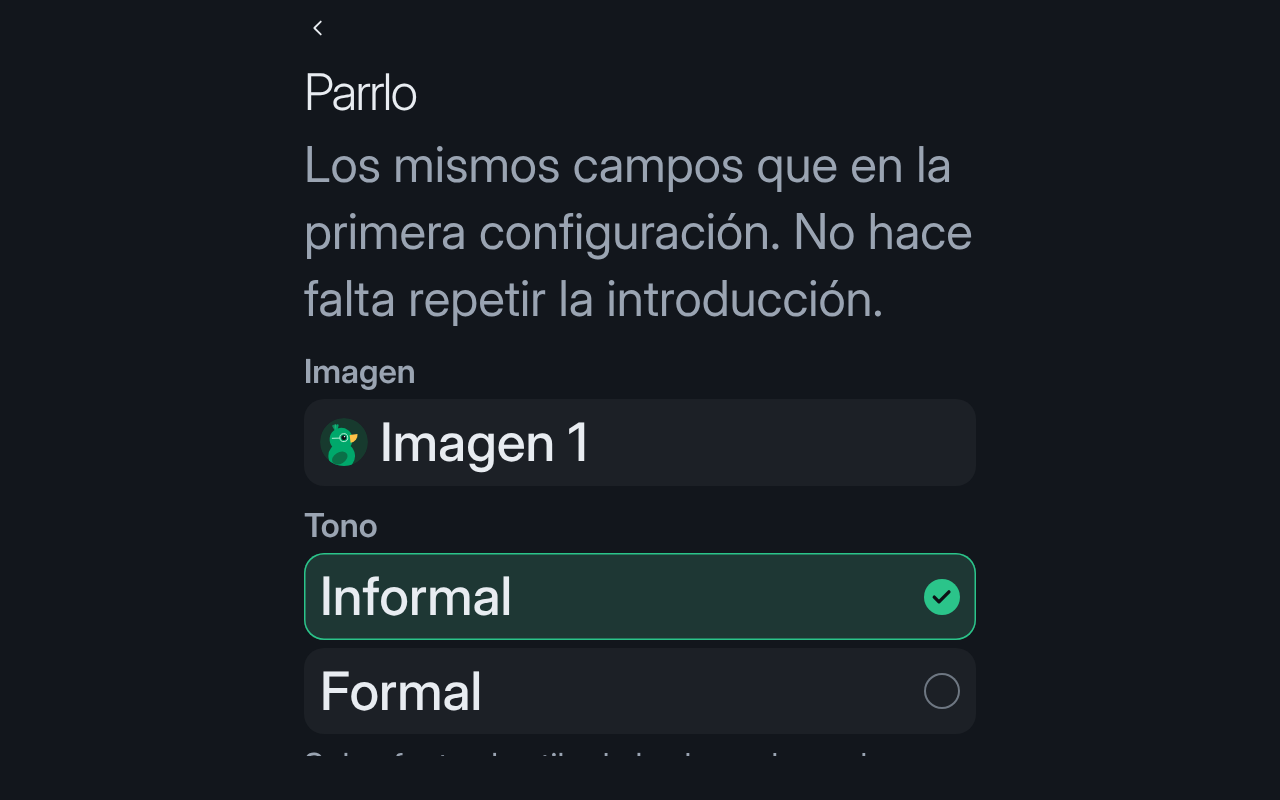 Parrlo
Los mismos campos que en la
primera configuración. No hace
falta repetir la introducción.
Imagen
Imagen 1
Tono
Informal
Formal